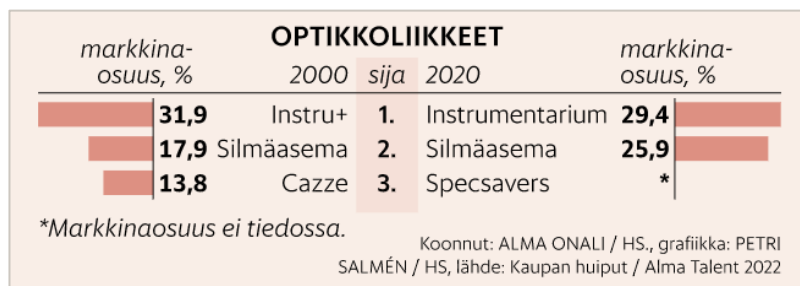 OPTIKKOLIIKKEET
markkina-
osuus, % 2000 sija 2020 markkina-
osuus, %
31,9 Instru+ 1. Instrumentarium 29,4
17,9 Silmäasema 2. Silmäasema 25,9
13,8 Cazze 3. Specsavers *
*Markkinaosuus ei tiedossa.
Koonnut: ALMA ONALI / HS., grafiikka: PETRI
SALMÉN / HS, lähde: Kaupan huiput / Alma Talent 2022